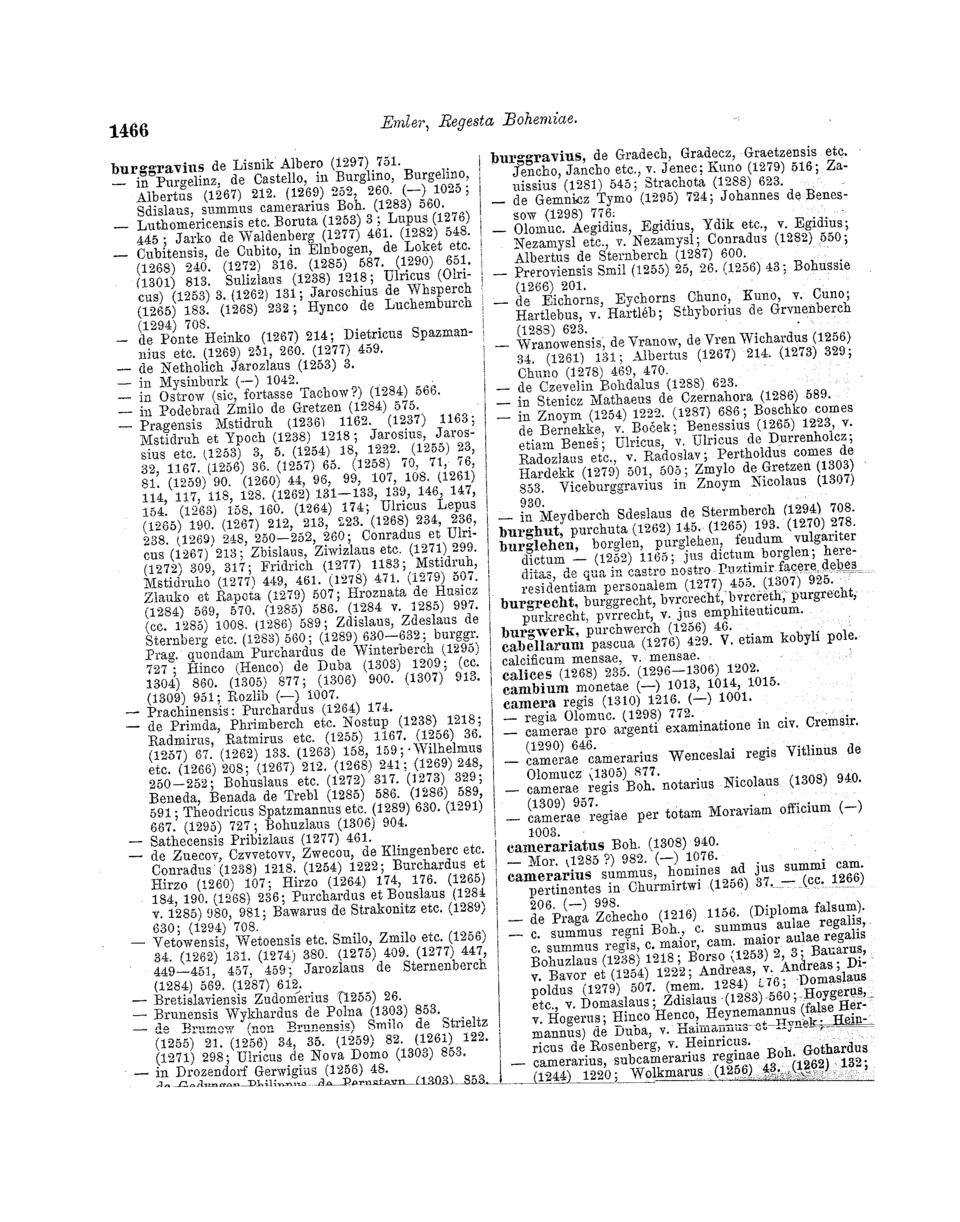 1466
Emler, Regesta Bohemiae.
burggravius de Lisnik Albero (1297) 751.
— in Purgelinz, de Castello, in Burglino, Burgelino,
Albertus (1267) 212. (1269) 252, 260. (—) 1025;
Sdislaus, summus camerarius Boh. (1283) 560.
— Luthomericensis etc. Boruta (1253) 3; Lupus (1276)
445; Jarko de Waldenberg (1277) 461. (1282) 548.
— Cubitensis, de Cubito, in Elnbogen, de Loket etc.
(1268) 240. (1272) 316. (1285) 587. (1290) 651.
(1301) 813. Sulizlaus (1238) 1218; Ulricus (Olri-
cus) (1253) 3. (1262) 131; Jaroschius de Whsperch
(1265) 183. (1268) 232; Hynco de Luchemburch
(1294) 708.
— de Ponte Heinko (1267) 214; Dietricus Spazman-
nius etc. (1269) 251, 260. (1277) 459.
— de Netholich Jarozlaus (1253) 3.
— in Mysinburk (—) 1042.
— in Ostrow (sic, fortasse Tachow?) (1284) 566.
— in Podebrad Zmilo de Gretzen (1284) 575.
— Pragensis Mstidruh (1236) 1162. (1237) 1163;
Mstidruh et Ypoch (1238) 1218; Jarosius, Jaros-
sius etc. (1253) 3, 5. (1254) 18, 1222. (1255) 23,
32, 1167. (1256) 36. (1257) 65. (1258) 70, 71, 76,
81. (1259) 90. (1260) 44, 96, 99, 107, 108. (1261)
114, 117, 118, 128. (1262) 131—133, 139, 146, 147,
154. (1263) 158, 160. (1264) 174; Ulricus Lepus
(1265) 190. (1267) 212, 213, 223. (1268) 234, 236,
238. (1269) 248, 250—252, 260; Conradus et Ulri-
cus (1267) 213; Zbislaus, Ziwizlaus etc. (1271) 299.
(1272) 309, 317; Fridrich (1277) 1183; Mstidruh,
Mstidruho (1277) 449, 461. (1278) 471. (1279) 507.
Zlauko et Rapota (1279) 507; Hroznata de Husicz
(1284) 569, 570. (1285) 586. (1284 v. 1285) 997.
(cc. 1285) 1008. (1286) 589; Zdislaus, Zdeslaus de
Sternberg etc. (1283) 560; (1289) 630—632; burggr.
Prag. quondam Purchardus de Winterberch (1295)
727; Hinco (Henco) de Duba (1303) 1209; (cc.
1304) 860. (1305) 877; (1306) 900. (1307) 913.
(1309) 951; Rozlib (—) 1007.
— Prachinensis: Purchardus (1264) 174.
— de Primda, Phrimberch etc. Nostup (1238) 1218;
Radmirus, Ratmirus etc. (1255) 1167. (1256) 36.
(1257) 67. (1262) 133. (1263) 158, 159; Wilhelmus
etc. (1266) 208; (1267) 212. (1268) 241; (1269) 248,
250—252; Bohuslaus etc. (1272) 317. (1273) 329;
Beneda, Benada de Trebl (1285) 586. (1286) 589,
591; Theodricus Spatzmannus etc. (1289) 630. (1291)
667. (1295) 727; Bohuzlaus (1306) 904.
— Sathecensis Pribizlaus (1277) 461.
— de Zuecov, Czvvetovv, Zwecou, de Klingenberc etc.
Conradus (1238) 1218. (1254) 1222; Burchardus et
Hirzo (1260) 107; Hirzo (1264) 174, 176. (1265)
184, 190. (1268) 236; Purchardus et Bouslaus (1284
v. 1285) 980, 981; Bawarus de Strakonitz etc. (1289)
630; (1294) 708.
— Vetowensis, Wetoensis etc. Smilo, Zmilo etc. (1256)
34. (1262) 131. (1274) 380. (1275) 409. (1277) 447,
449—451, 457, 459; Jarozlaus de Sternenberch
(1284) 569. (1287) 612.
— Bretislaviensis Zudomerius (1255) 26.
— Brunensis Wykhardus de Polna (1303) 853.
— de Brumow (non Brunensis) Smilo de Strieltz
(1255) 21. (1256) 34, 35. (1259) 82. (1261) 122.
(1271) 298; Ulricus de Nova Domo (1303) 853.
— in Drozendorf Gerwigius (1256) 48.
de Philippus de Pernsteyn (1303) 853.
burggravius, de Gradech, Gradecz, Graetzensis etc.
Jencho, Jancho etc., v. Jenec; Kuno (1279) 516; Za-
uissius (1281) 545; Strachota (1288) 623.
— de Gemnicz Tymo (1295) 724; Johannes de Benes-
sow (1298) 776.
— Olomuc. Aegidius, Egidius, Ydik etc., v. Egidius;
Nezamysl etc., v. Nezamysl; Conradus (1282) 550;
Albertus de Sternberch (1287) 600.
— Preroviensis Smil (1255) 25, 26. (1256) 43; Bohussie
(1266) 201.
— de Eichorns, Eychorns Chuno, Kuno, v. Cuno;
Hartlebus, v. Hartléb; Sthyborius de Grvnenberch
(1288) 623.
— Wranowensis, de Vranow, de Vren Wichardus (1256)
34. (1261) 131; Albertus (1267) 214. (1273) 329;
Chuno (1278) 469, 470.
— de Czevelin Bohdalus (1288) 623.
— in Stenicz Mathaeus de Czernahora (1286) 589.
— in Znoym (1254) 1222. (1287) 686; Boschko comes
de Bernekke, v. Boček; Benessius (1265) 1223, v.
etiam Beneš; Ulricus, v. Ulricus de Durrenholcz;
Radozlaus etc., v. Radoslav; Pertholdus comes de
Hardekk (1279) 501, 505; Zmylo de Gretzen (1303)
853. Viceburggravius in Znoym Nicolaus (1307)
930.
— in Meydberch Sdeslaus de Stermberch (1294) 708.
burghut, purchuta (1262) 145. (1265) 193. (1270) 278.
burglehen, borglen, purglehen, feudum vulgariter
dictum — (1252) 1165; jus dictum borglen; here-
ditas, de qua in castro nostro Puztimir facere debes
residentiam personalem (1277) 455. (1307) 925.
burgrecht, burggrecht, bvrcrecht, bvrcreth, purgrecht,
purkrecht, pvrrecht, v. jus emphiteuticum.
burgwerk, purchwerch (1256) 46.
cabellarum pascua (1276) 429. V. etiam kobylí pole.
calcificum mensae, v. mensae.
calices (1268) 235. (1296—1306) 1202.
cambium monetae (—) 1013, 1014, 1015.
camera regis (1310) 1216. (—) 1001.
— regia Olomuc. (1298) 772.
— camerae pro argenti examinatione in civ. Cremsir.
(1290) 646.
— camerae camerarius Wenceslai regis Vitlinus de
Olomucz (1305) 877.
— camerae regis Boh. notarius Nicolaus (1308) 940.
(1309) 957.
— camerae regiae per totam Moraviam officium (—)
1003.
camerariatus Boh. (1308) 940.
— Mor. (1285 ?) 982. (—) 1076.
camerarius summus, homines ad jus summi cam.
pertinentes in Churmirtwi (1256) 37. — (cc. 1266)
206. (—) 998.
— de Praga Zchecho (1216) 1156. (Diploma falsum).
— c. summus regni Boh., c. summus aulae regalis,
c. summus regis, c. maior, cam. maior aulae regalis
Bohuzlaus (1238) 1218; Borso (1253) 2, 3; Bauarus,
v. Bavor et (1254) 1222; Andreas, v. Andreas; Di-
poldus (1279) 507. (mem. 1284) 176; Domaslaus
etc., v. Domaslaus; Zdislaus (1283) 560; Hoygerus,
v. Hogerus; Hinco Henco, Heynemannus (false Her-
mannus) de Duba, v. Haimannus et Hynek; Hein-
ricus de Rosenberg, v. Heinricus.
— camerarius, subcamerarius reginae Boh. Gothardus
(1244) 1220; Wolkmarus (1256) 43. (1262) 132;